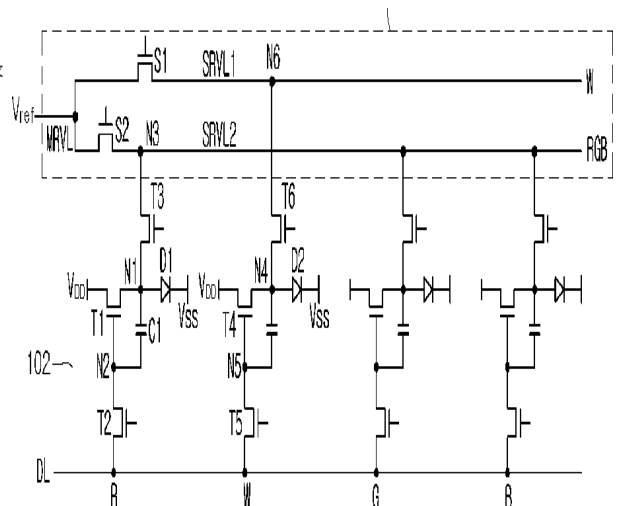 S1 SRVL1 N6 W
Vref
MRVL S2 N3 SRVL2 RGB
T3 T6
N1 D1 N4 D2
VDD VSS VDD VSS
T1 C1 T4
102 N2 N5
T2 T5
DL
R W G B